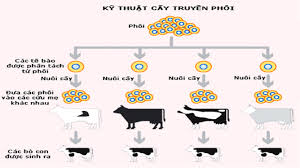 KỸ THUẬT CẤY TRUYỀN PHÔI
Phôi
Các tế bào
được phân tách
từ phôi
Nuôi cấy
Nuôi cấy
Nuôi cấy
Nuôi cấy
Đưa các phôi
vào các cừu mẹ
khác nhau
Các bò con
được sinh ra